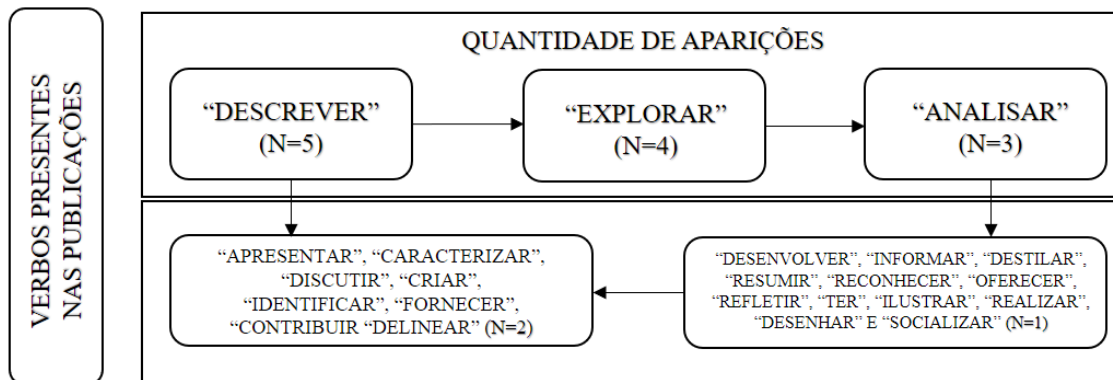 VERBOS PRESENTES
NAS PUBLICAÇÕES
QUANTIDADE DE APARIÇÕES
“DESCREVER”
(N=5)
“EXPLORAR”
(N=4)
“ANALISAR”
(N=3)
“APRESENTAR”, “CARACTERIZAR”,
“DISCUTIR”, “CRIAR”,
“IDENTIFICAR”, “FORNECER”,
“CONTRIBUIR “DELINEAR” (N=2)
“DESENVOLVER”, “INFORMAR”, “DESTILAR”,
“RESUMIR”, “RECONHECER”, “OFERECER”,
“REFLETIR”, “TER”, “ILUSTRAR”, “REALIZAR”,
“DESENHAR” E “SOCIALIZAR” (N=1)